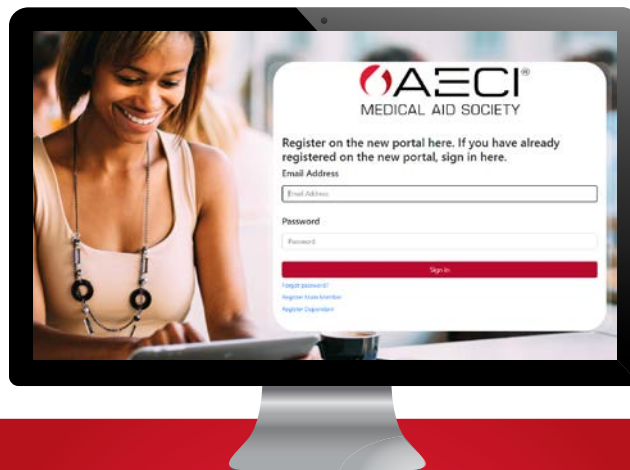 AECI®
MEDICAL AID SOCIETY
Register on the new portal here. If you have already
registered on the new portal, sign in here.
Email Address
Email Address
Password
Password
Sign in
Forgot password?
Register Main Member
Register Dependant